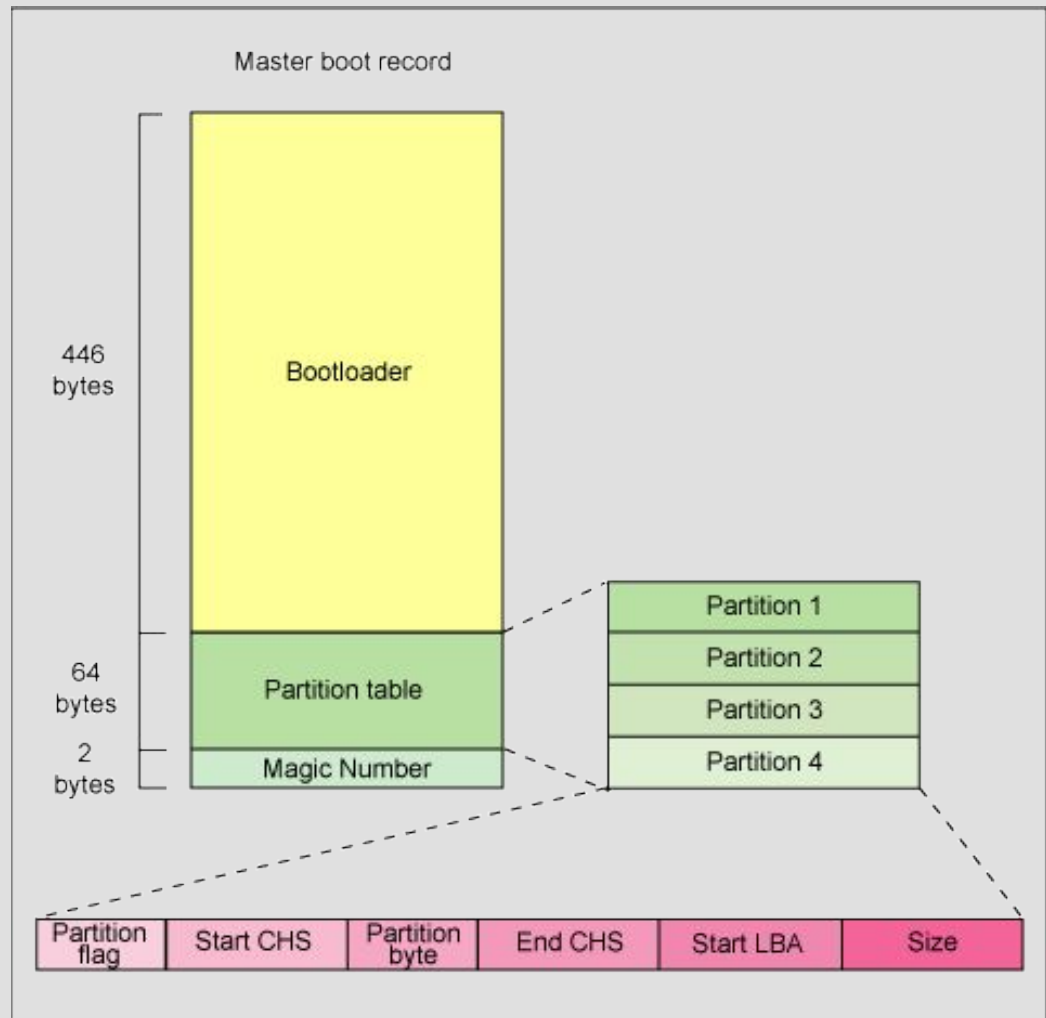 Master boot record
446
bytes
Bootloader
64
bytes
Partition table
2
bytes
Magic Number
Partition 1
Partition 2
Partition 3
Partition 4
Partition
flag
Start CHS
Partition
byte
End CHS
Start LBA
Size